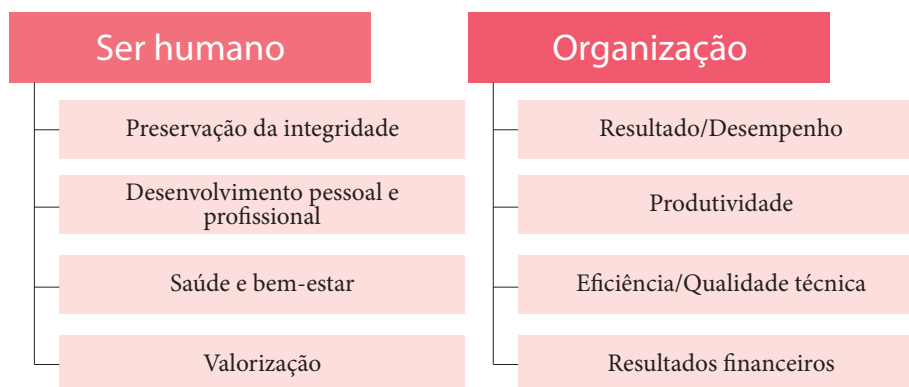 Ser humano
Preservação da integridade
Desenvolvimento pessoal e
profissional
Saúde e bem-estar
Valorização
Organização
Resultado/Desempenho
Produtividade
Eficiência/Qualidade técnica
Resultados financeiros